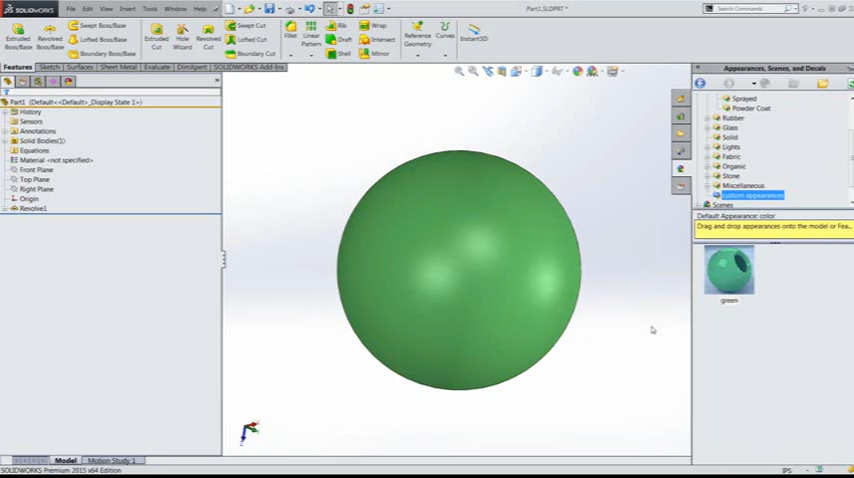 SOLIDWORKS File Edit View Insert Tools Window Help Part1.SLDPRT * Search Commands
Extruded Boss/Base
Revolved Boss/Base
Swept Boss/Base
Lofted Boss/Base
Boundary Boss/Base
Extruded Cut
Hole Wizard
Revolved Cut
Swept Cut
Lofted Cut
Boundary Cut
Fillet
Linear Pattern
Rib
Draft
Shell
Wrap
Intersect
Mirror
Reference Geometry
Curves
Instant3D
Features Sketch Surfaces Sheet Metal Evaluate DimXpert SOLIDWORKS Add-Ins
Part1 (Default<<Default>_Display State 1>)
History
Sensors
Annotations
Solid Bodies(1)
Equations
Material <not specified>
Front Plane
Top Plane
Right Plane
Origin
Revolve1
Appearances, Scenes, and Decals
Sprayed
Powder Coat
Rubber
Glass
Solid
Lights
Fabric
Organic
Stone
Miscellaneous
custom appearances
Scenes
Default Appearance: color
Drag and drop appearances onto the model or Fea...
green
Model Motion Study 1
SOLIDWORKS Premium 2015 x64 Edition IPS